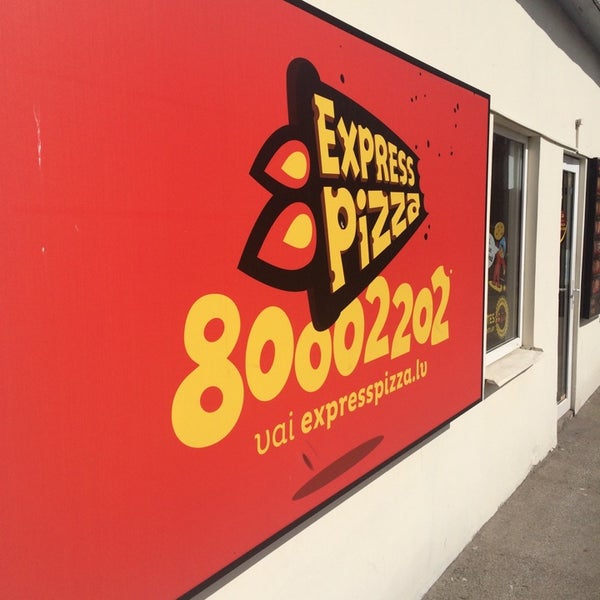 EXPRESS
Pizza
80002202
vai expresspizza.lv